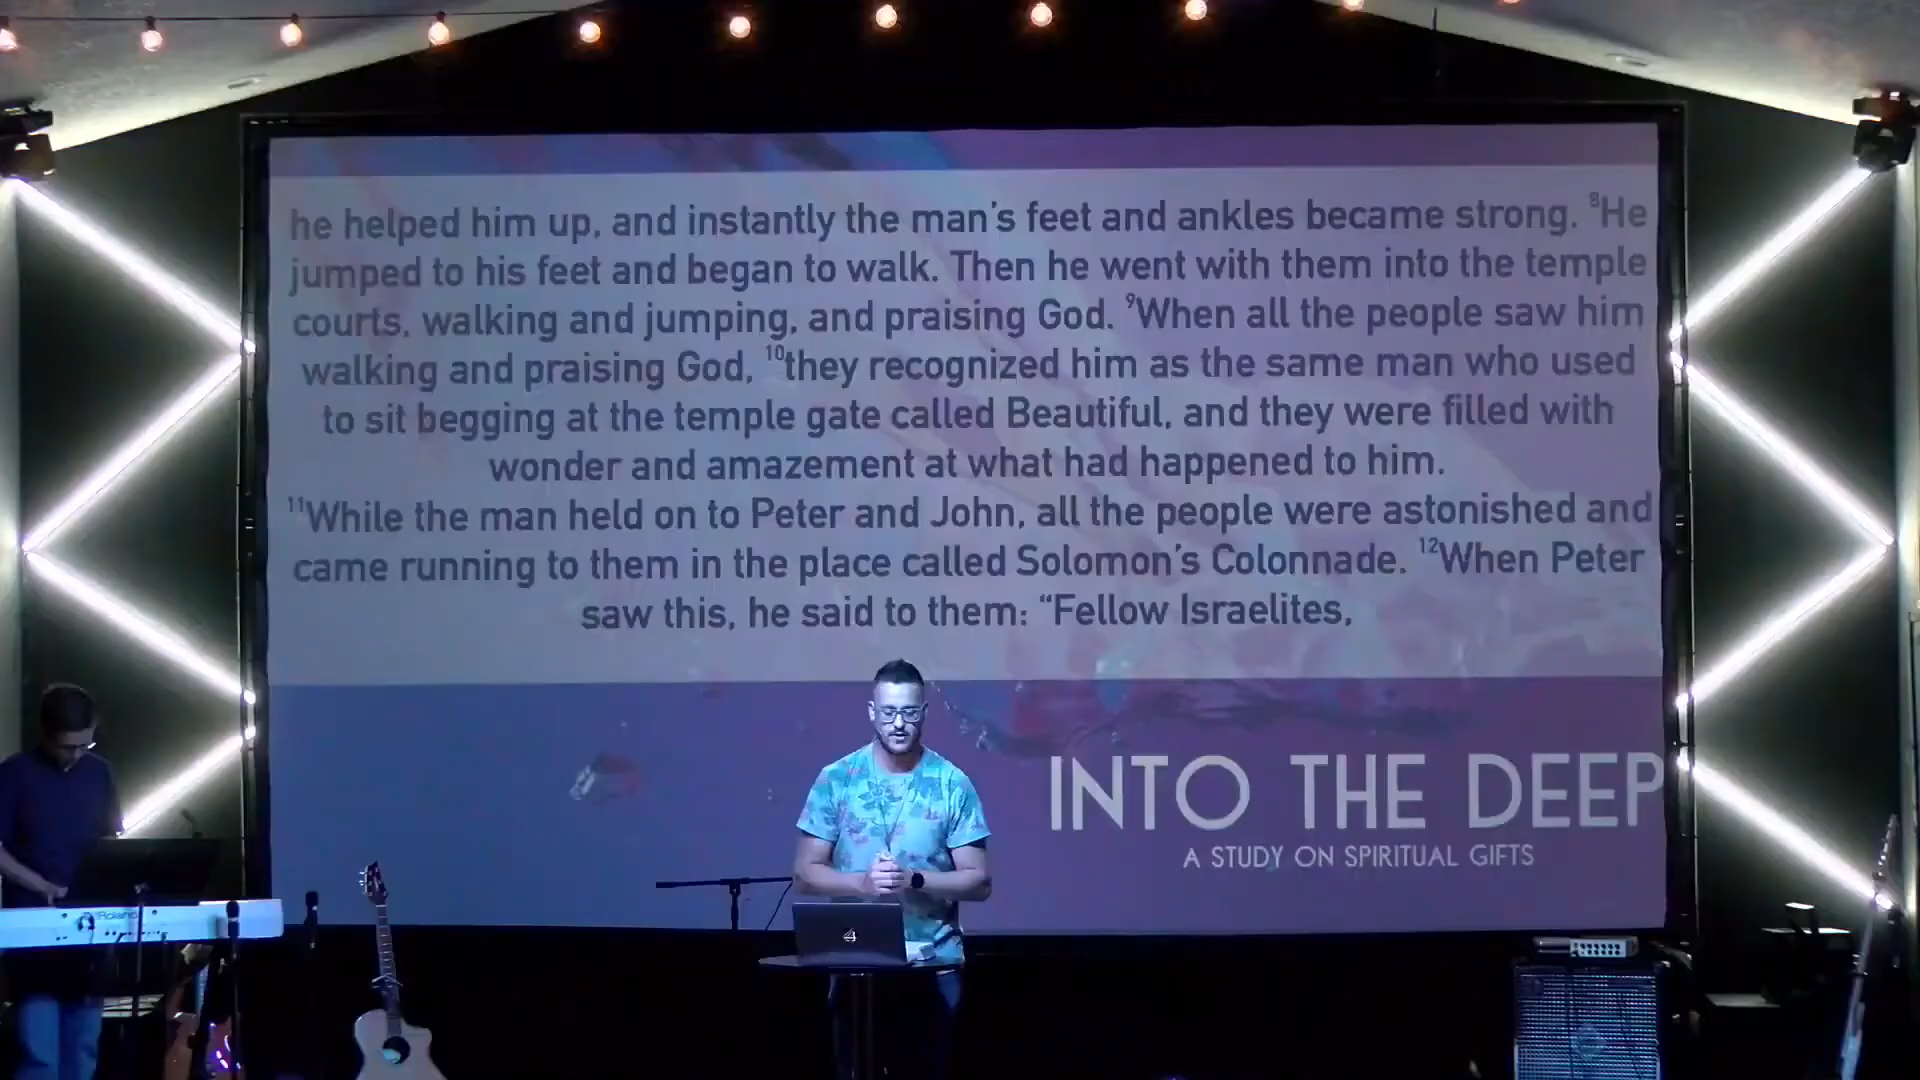 he helped him up, and instantly the man's feet and ankles became strong. ⁸He
jumped to his feet and began to walk. Then he went with them into the temple
courts, walking and jumping, and praising God. ⁹When all the people saw him
walking and praising God, ¹⁰they recognized him as the same man who used
to sit begging at the temple gate called Beautiful, and they were filled with
wonder and amazement at what had happened to him.
¹¹While the man held on to Peter and John, all the people were astonished and
came running to them in the place called Solomon's Colonnade. ¹²When Peter
saw this, he said to them: “Fellow Israelites,
INTO THE DEEP
A STUDY ON SPIRITUAL GIFTS
Roland
4